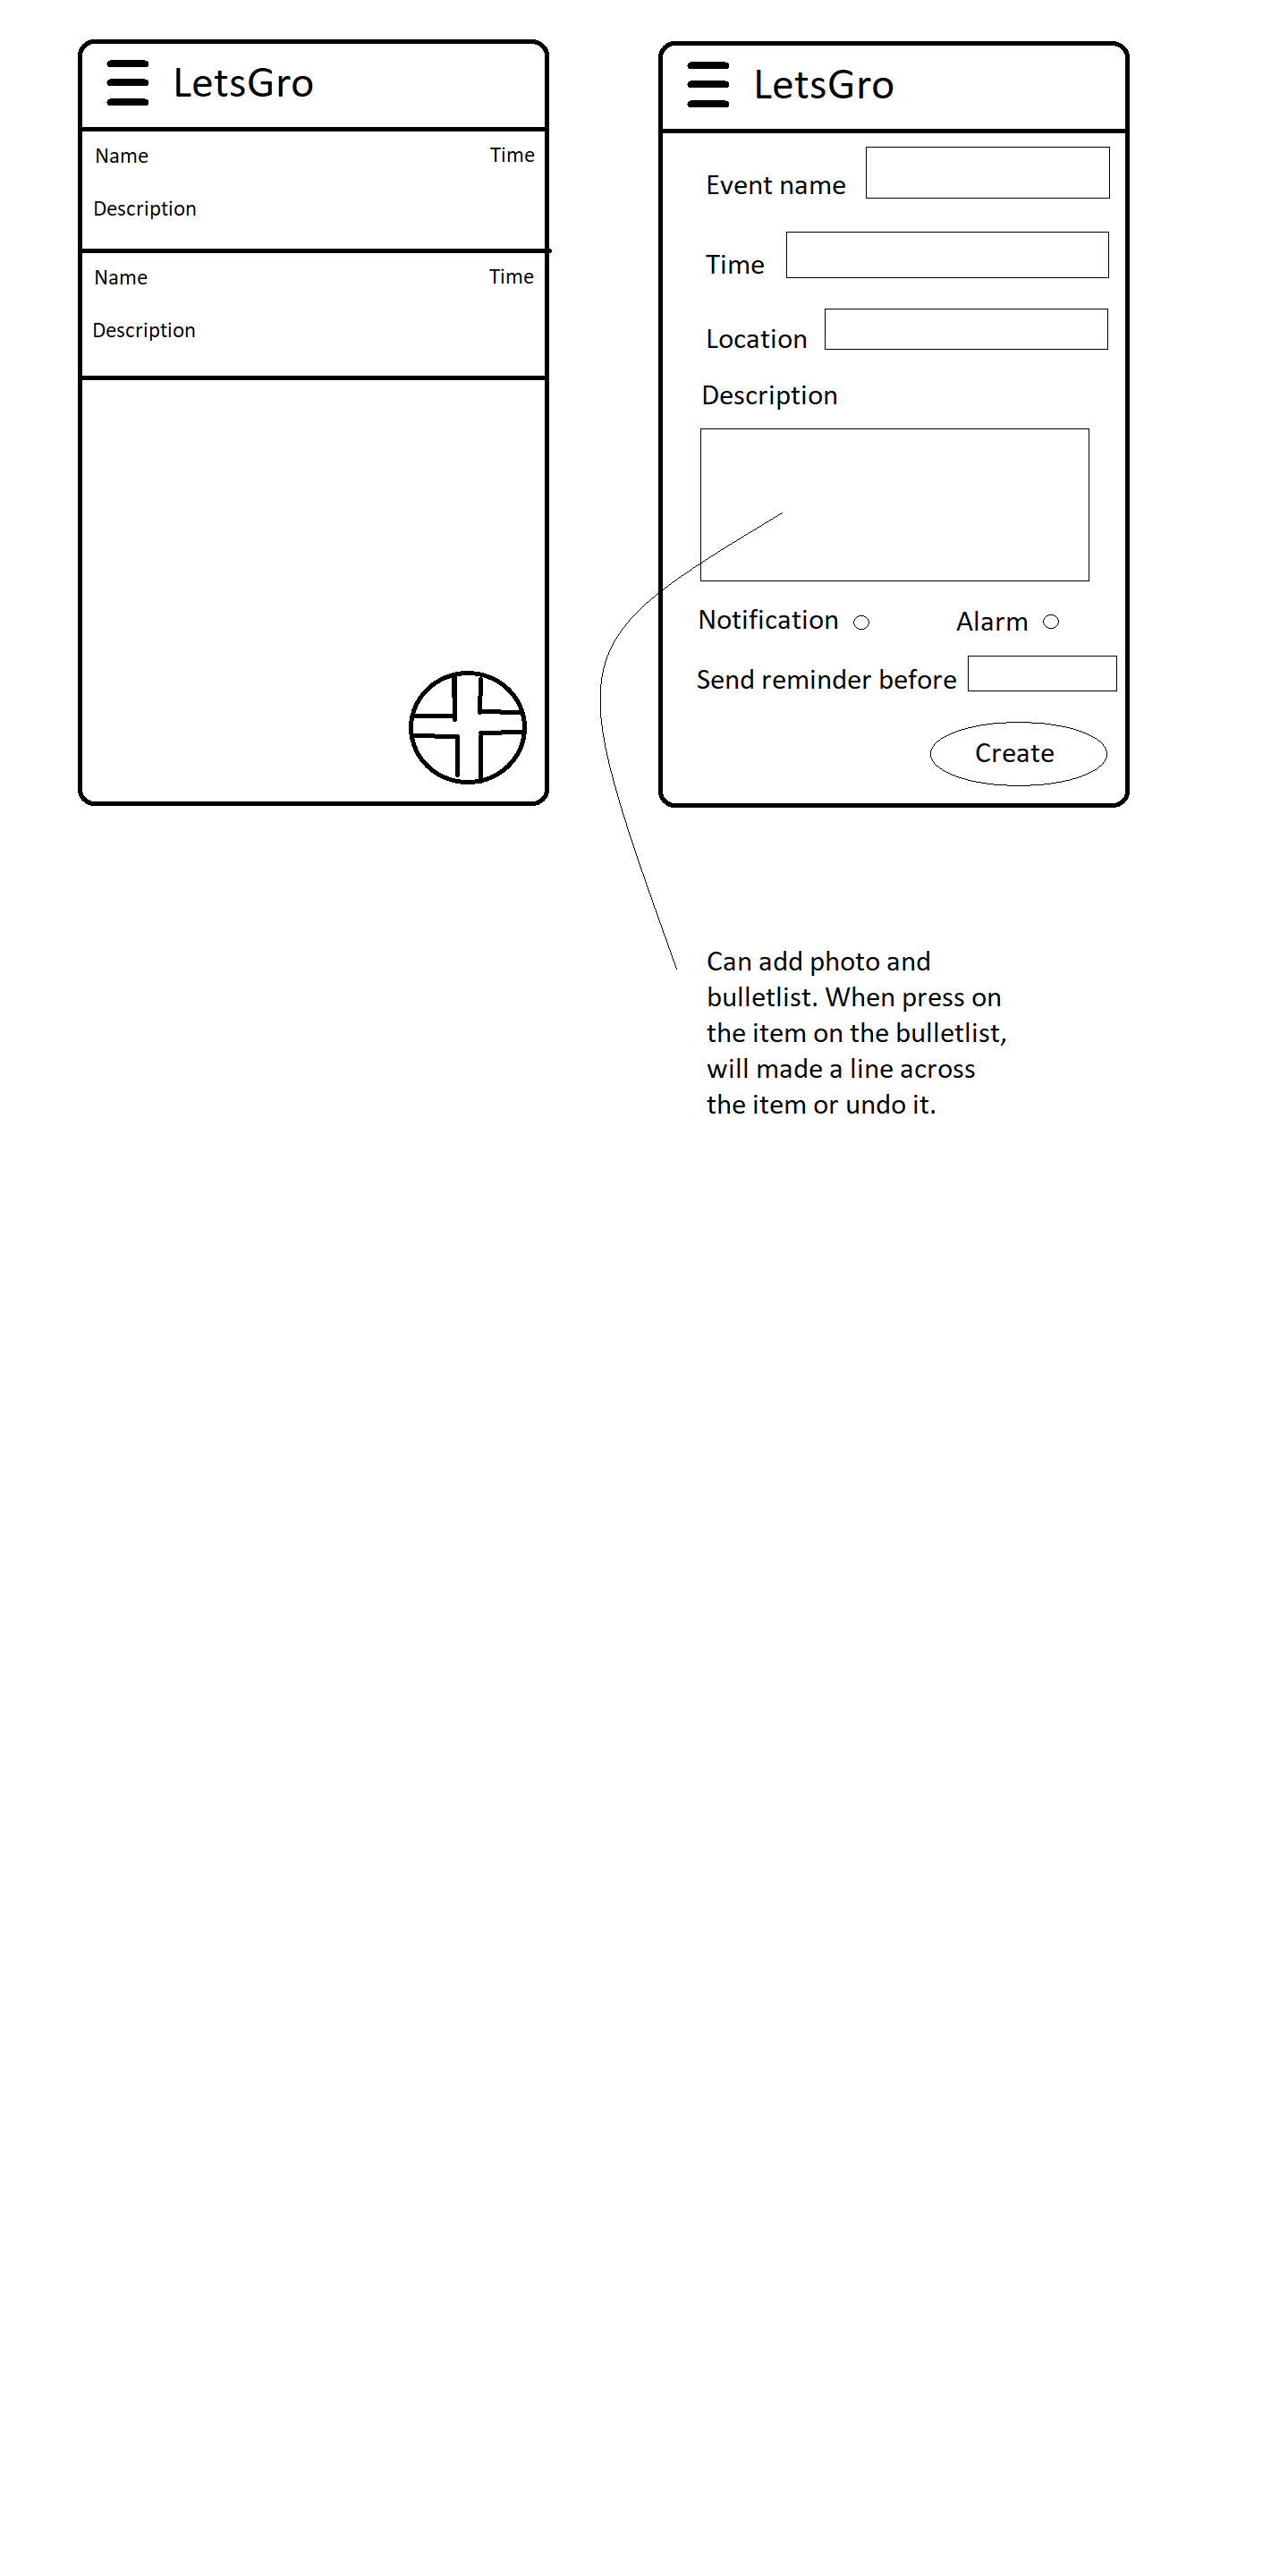 LetsGro
Name Time
Description
Name Time
Description
LetsGro
Event name
Time
Location
Description
Notification Alarm
Send reminder before
Create
Can add photo and
bulletlist. When press on
the item on the bulletlist,
will made a line across
the item or undo it.